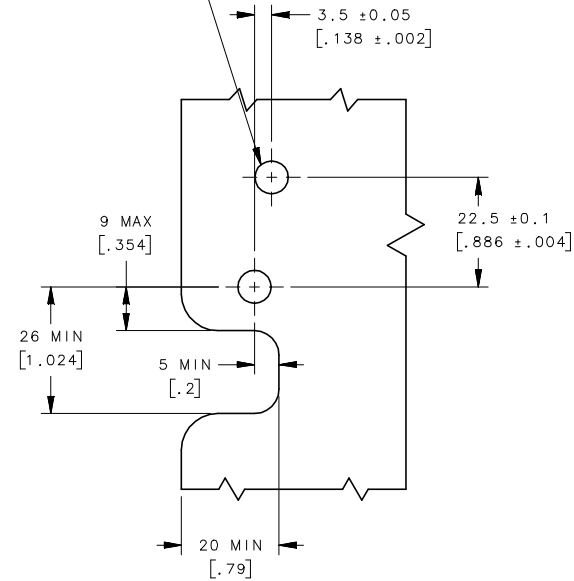 3.5 ±0.05
[.138 ±.002]
9 MAX
[.354]
22.5 ±0.1
[.886 ±.004]
26 MIN
[1.024]
5 MIN
[.2]
20 MIN
[.79]